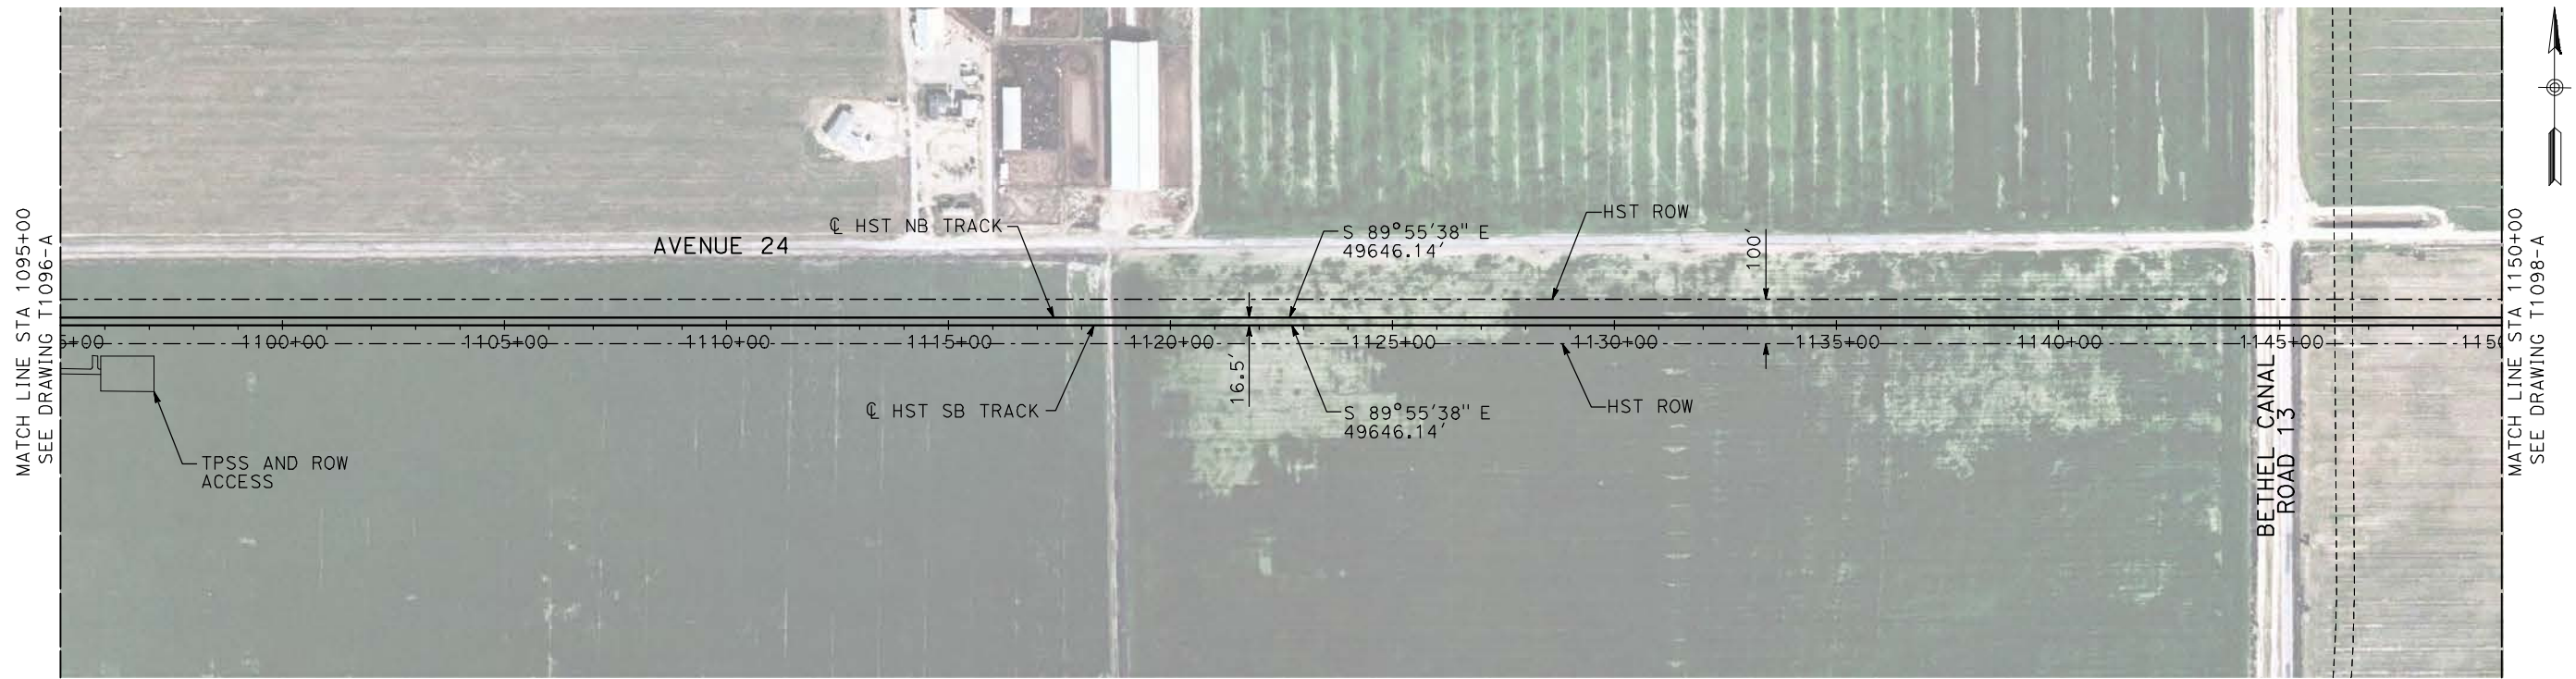 MATCH LINE STA 1095+00
SEE DRAWING T1096-A
AVENUE 24
℄ HST NB TRACK
S 89°55'38" E
49646.14'
HST ROW
100'
5+00
1100+00
1105+00
1110+00
1115+00
1120+00
1125+00
1130+00
1135+00
1140+00
1145+00
1150
16.5'
℄ HST SB TRACK
S 89°55'38" E
49646.14'
HST ROW
TPSS AND ROW
ACCESS
BETHEL CANAL
ROAD 13
MATCH LINE STA 1150+00
SEE DRAWING T1098-A